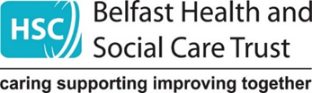 HSC
Belfast Health and
Social Care Trust
caring supporting improving together